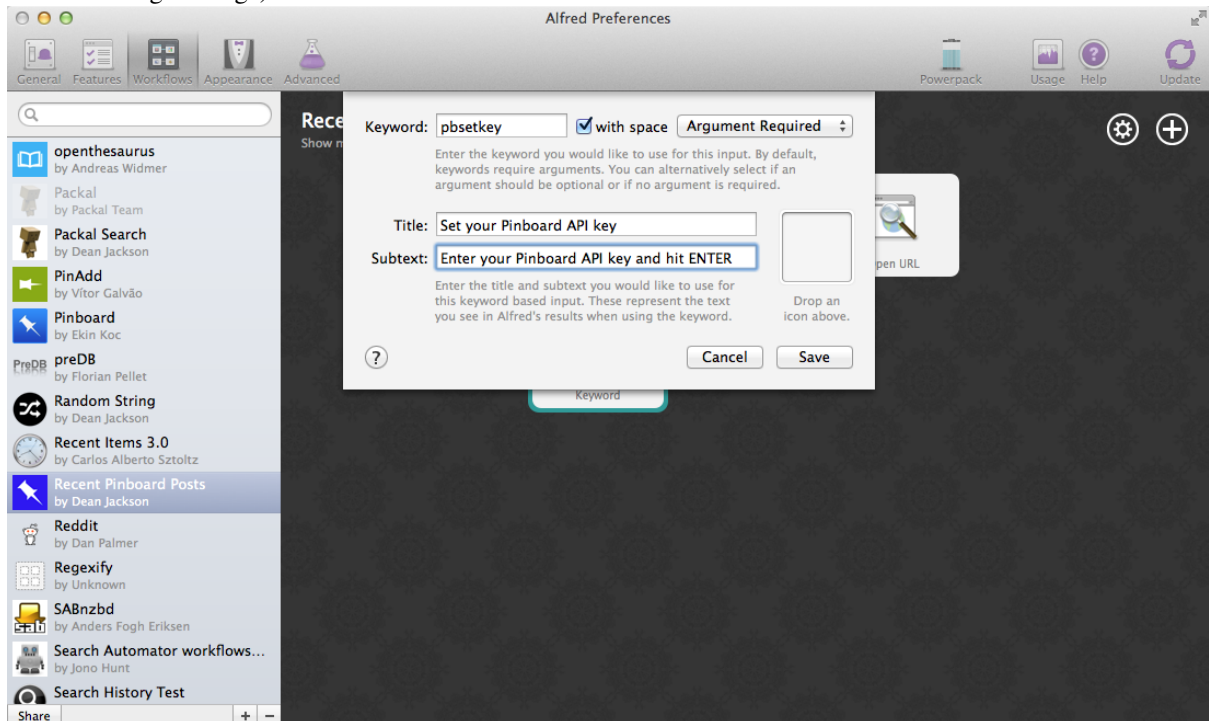 Alfred Preferences
General Features Workflows Appearance Advanced Powerpack Usage Help Update
openthesaurus
by Andreas Widmer
Packal
by Packal Team
Packal Search
by Dean Jackson
PinAdd
by Vítor Galvão
Pinboard
by Ekin Koc
PreDB
preDB
by Florian Pellet
Random String
by Dean Jackson
Recent Items 3.0
by Carlos Alberto Sztoltz
Recent Pinboard Posts
by Dean Jackson
Reddit
by Dan Palmer
Regexify
by Unknown
SABnzbd
by Anders Fogh Eriksen
Search Automator workflows...
by Jono Hunt
Search History Test
Share + -
Rece
Show
Keyword: pbsetkey with space Argument Required
Enter the keyword you would like to use for this input. By default,
keywords require arguments. You can alternatively select if an
argument should be optional or if no argument is required.
Title: Set your Pinboard API key
Subtext: Enter your Pinboard API key and hit ENTER
Enter the title and subtext you would like to use for
this keyword based input. These represent the text
you see in Alfred's results when using the keyword.
Drop an
icon above.
? Cancel Save
Keyword
pen URL